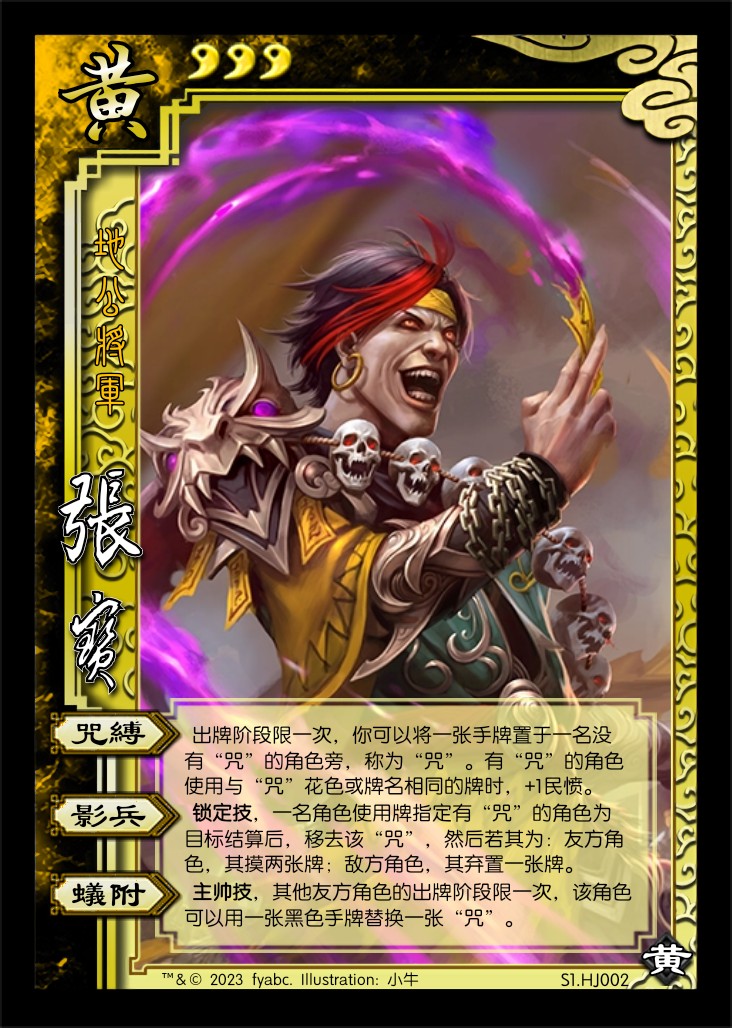 黄
地公將軍
張寶
咒縛
出牌阶段限一次，你可以将一张手牌置于一名没
有“咒”的角色旁，称为“咒”。有“咒”的角色
使用与“咒”花色或牌名相同的牌时，+1民愤。
影兵
锁定技，一名角色使用牌指定有“咒”的角色为
目标结算后，移去该“咒”，然后若其为：友方角
色，其摸两张牌；敌方角色，其弃置一张牌。
蟻附
主帅技，其他友方角色的出牌阶段限一次，该角色
可以用一张黑色手牌替换一张“咒”。
™&© 2023 fyabc. Illustration: 小牛
S1.HJ002
黄